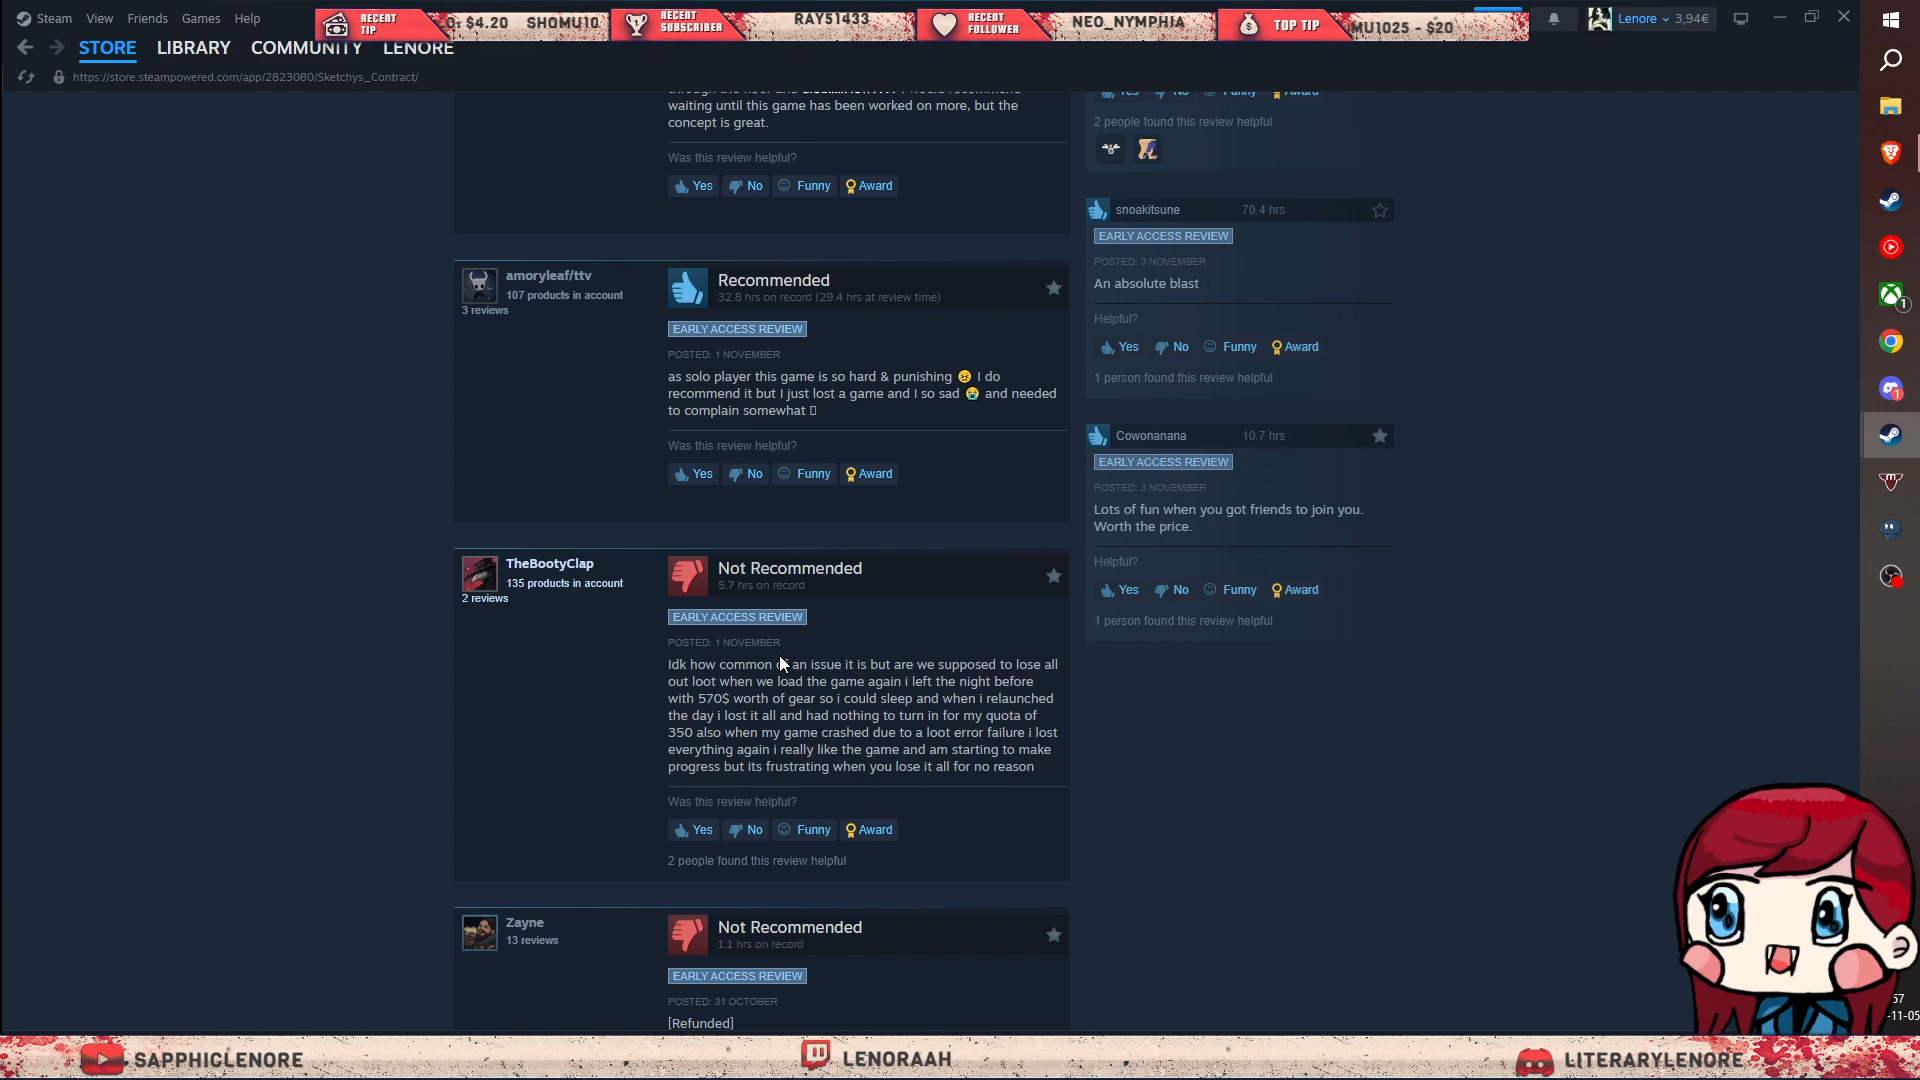 Steam View Friends Games Help
RECENT TIP
$4.20 SHOMU10
RECENT SUBSCRIBER
RAY51433
RECENT FOLLOWER
NEO_NYMPHIA
TOP TIP
MU1025 - $20
Lenore 3,94€
STORE LIBRARY COMMUNITY LENORE
https://store.steampowered.com/app/2823080/Sketchys_Contract/
waiting until this game has been worked on more, but the
concept is great.
Was this review helpful?
Yes No Funny Award
amoryleaf/ttv
107 products in account
3 reviews
Recommended
32.8 hrs on record (29.4 hrs at review time)
EARLY ACCESS REVIEW
POSTED: 1 NOVEMBER
as solo player this game is so hard & punishing 😣 I do
recommend it but I just lost a game and I so sad 😭 and needed
to complain somewhat
Was this review helpful?
Yes No Funny Award
TheBootyClap
135 products in account
2 reviews
Not Recommended
5.7 hrs on record
EARLY ACCESS REVIEW
POSTED: 1 NOVEMBER
Idk how common of an issue it is but are we supposed to lose all
out loot when we load the game again i left the night before
with 570$ worth of gear so i could sleep and when i relaunched
the day i lost it all and had nothing to turn in for my quota of
350 also when my game crashed due to a loot error failure i lost
everything again i really like the game and am starting to make
progress but its frustrating when you lose it all for no reason
Was this review helpful?
Yes No Funny Award
2 people found this review helpful
Zayne
13 reviews
Not Recommended
1.1 hrs on record
EARLY ACCESS REVIEW
POSTED: 31 OCTOBER
[Refunded]
Yes No Funny Award
2 people found this review helpful
snoakitsune 70.4 hrs
EARLY ACCESS REVIEW
POSTED: 3 NOVEMBER
An absolute blast
Helpful?
Yes No Funny Award
1 person found this review helpful
Cowonanana 10.7 hrs
EARLY ACCESS REVIEW
POSTED: 3 NOVEMBER
Lots of fun when you got friends to join you.
Worth the price.
Helpful?
Yes No Funny Award
1 person found this review helpful
1
1
57
-11-05
SAPPHICLENORE
LENORAAH
LITERARYLENORE